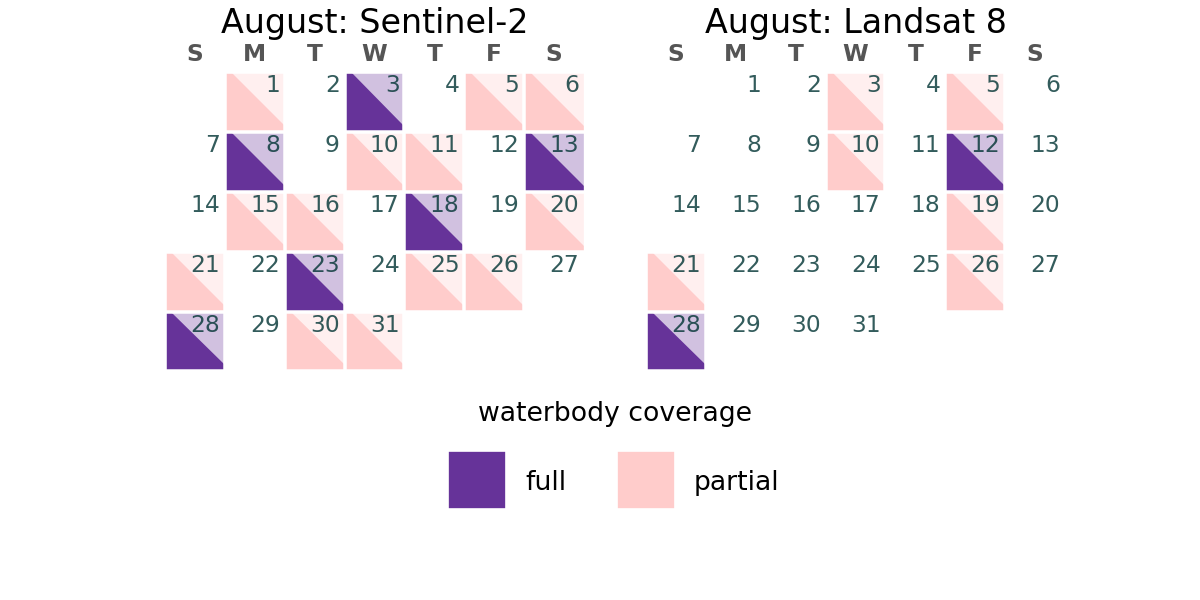 August: Sentinel-2
S M T W T F S
1 2 3 4 5 6
7 8 9 10 11 12 13
14 15 16 17 18 19 20
21 22 23 24 25 26 27
28 29 30 31
August: Landsat 8
S M T W T F S
1 2 3 4 5 6
7 8 9 10 11 12 13
14 15 16 17 18 19 20
21 22 23 24 25 26 27
28 29 30 31
waterbody coverage
full
partial